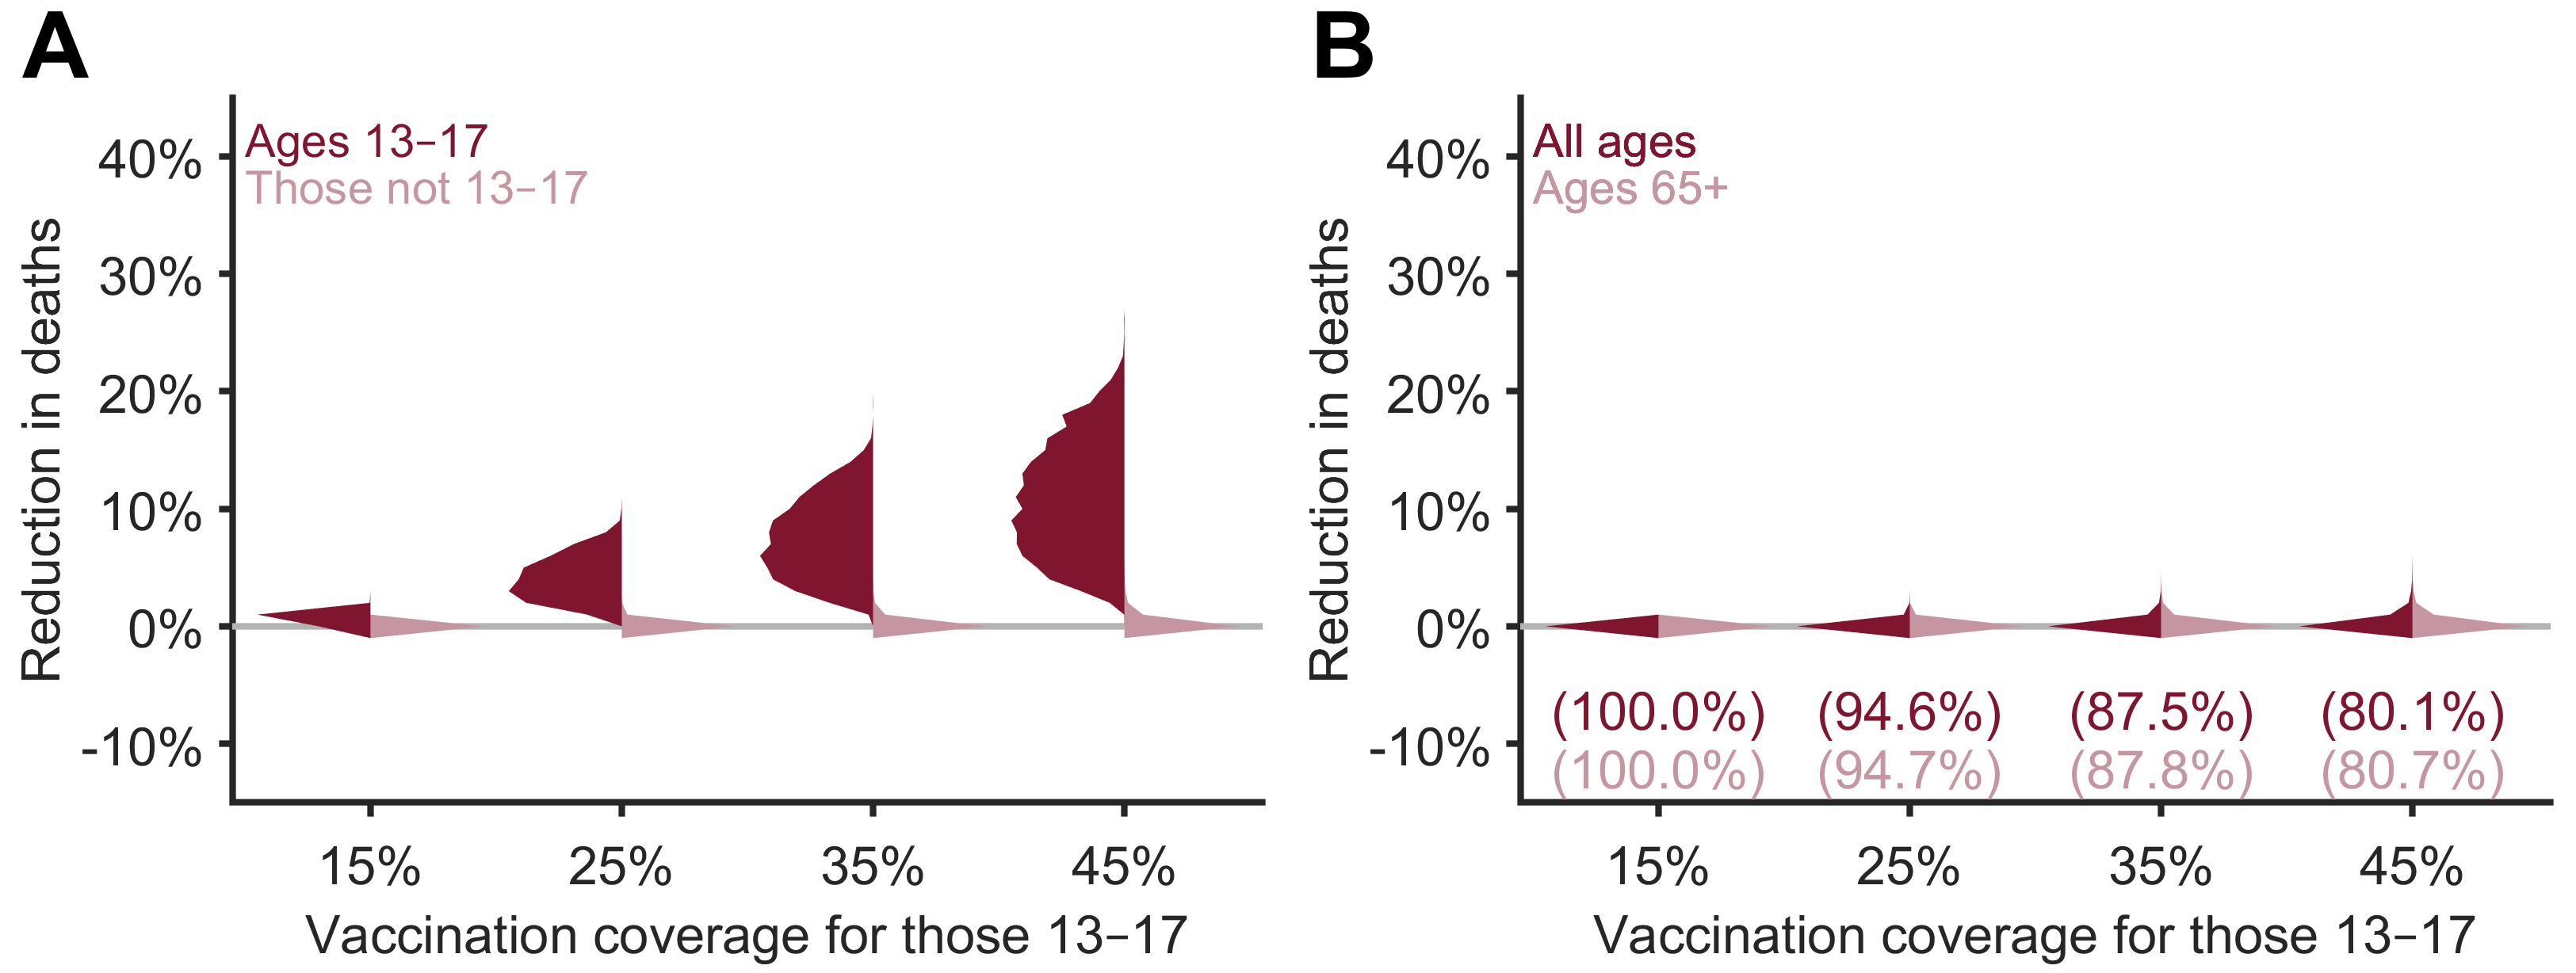 A
Ages 13–17
Those not 13–17
Reduction in deaths
40%
30%
20%
10%
0%
-10%
15% 25% 35% 45%
Vaccination coverage for those 13–17
B
All ages
Ages 65+
Reduction in deaths
40%
30%
20%
10%
0%
-10%
(100.0%) (94.6%) (87.5%) (80.1%)
(100.0%) (94.7%) (87.8%) (80.7%)
15% 25% 35% 45%
Vaccination coverage for those 13–17